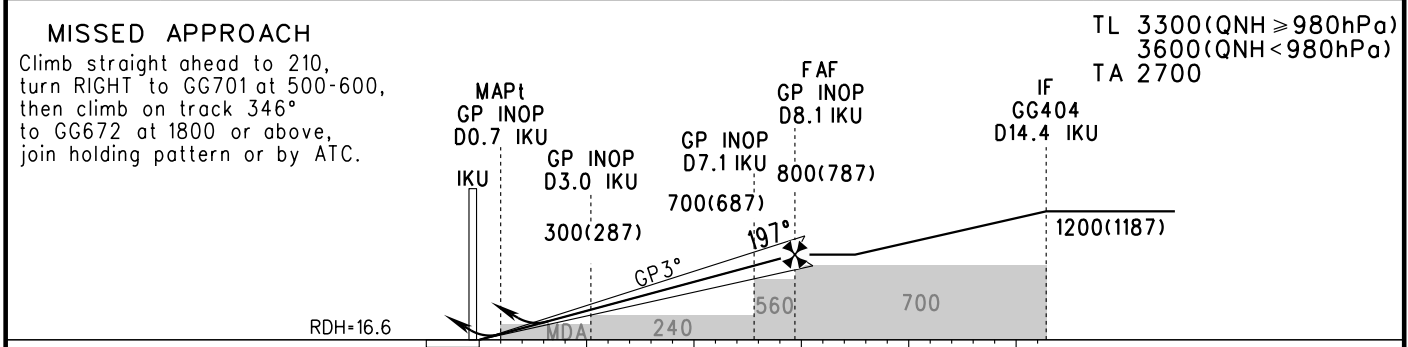 MISSED APPROACH
Climb straight ahead to 210,
turn RIGHT to GG701 at 500-600,
then climb on track 346°
to GG672 at 1800 or above,
join holding pattern or by ATC.
TL 3300(QNH≥980hPa)
3600(QNH<980hPa)
TA 2700
IKU
MAPt
GP INOP
D0.7 IKU
GP INOP
D3.0 IKU
300(287)
GP INOP
D7.1 IKU
700(687)
FAF
GP INOP
D8.1 IKU
800(787)
IF
GG404
D14.4 IKU
1200(1187)
197°
GP3°
RDH=16.6
MDA
240
560
700